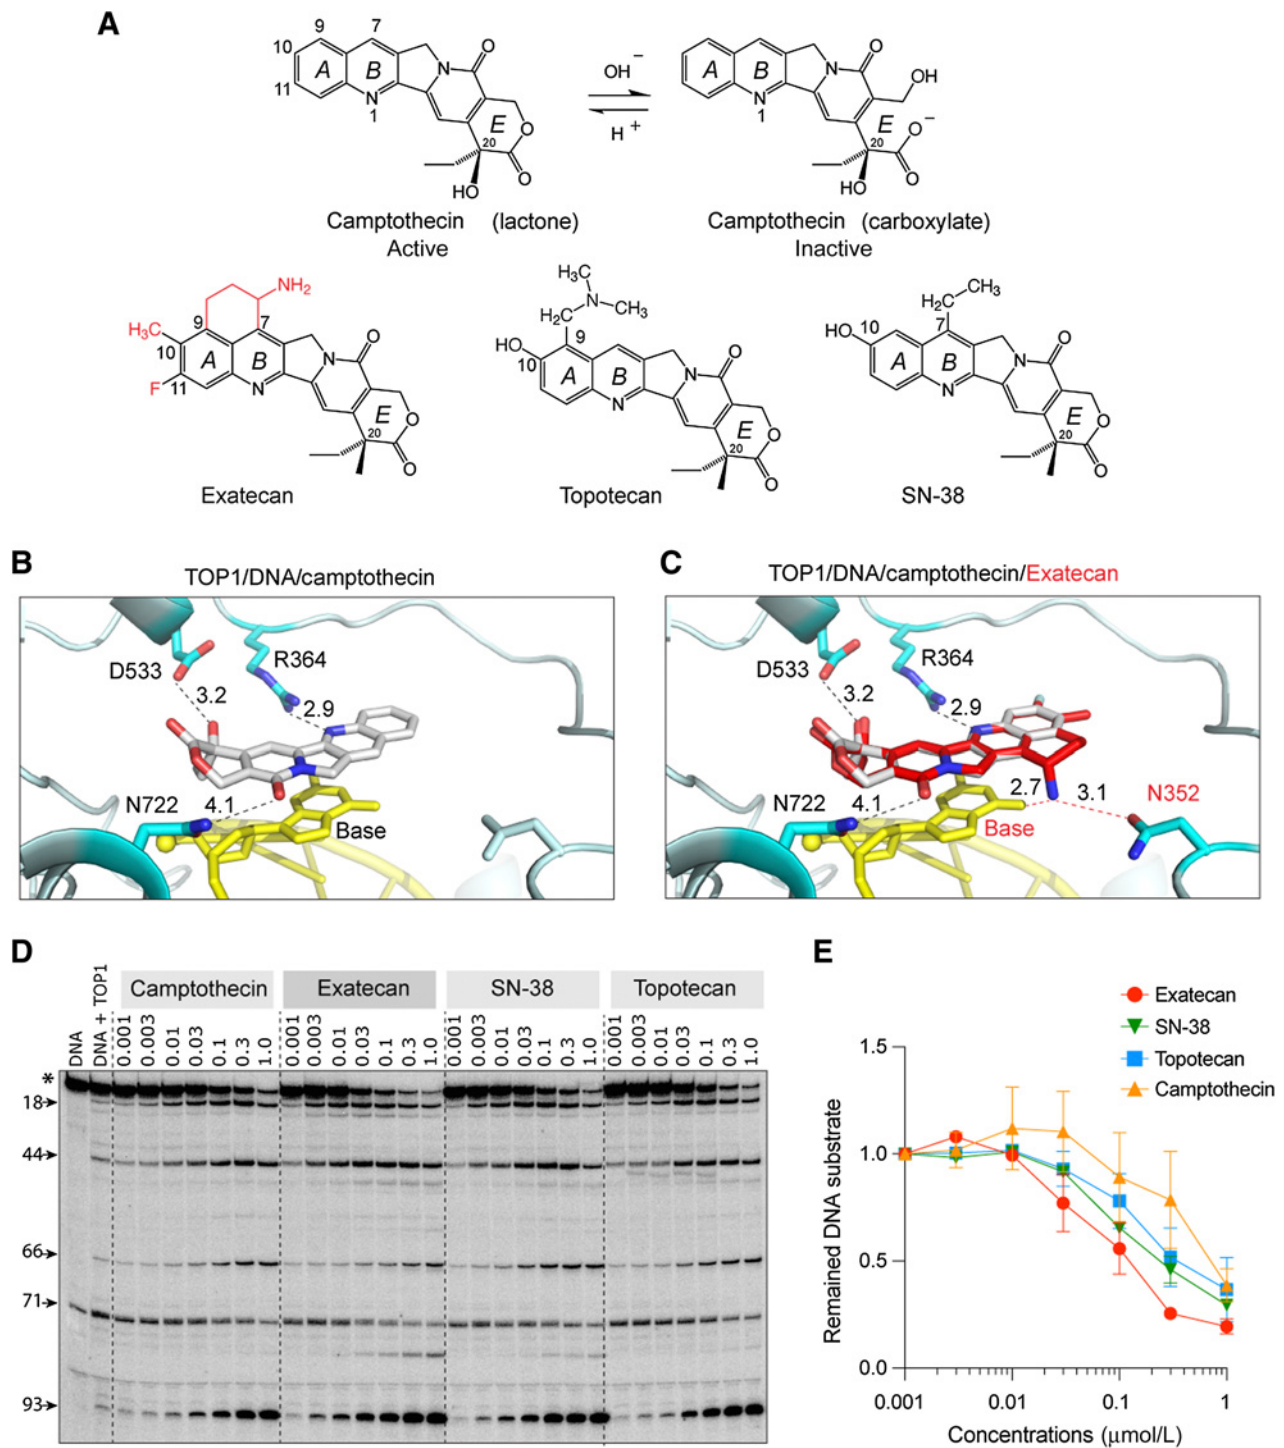 A
9 7
10
A B
11
N
1
N O
E
O
20
HO O
OH–
H+
A B
N
1
N O
OH
E
O–
20
HO O
Camptothecin (lactone)
Active
Camptothecin (carboxylate)
Inactive
NH2
H3C 9 7
10 A B
F 11
N N O
E O
20
O
Exatecan
H3C
N CH3
H2C
9
HO
10 A B
N N O
E O
20
O
Topotecan
CH3
H2C
HO 10 7
A B
N N O
E O
20
O
SN-38
B
TOP1/DNA/camptothecin
D533
R364
3.2
2.9
N722 4.1
Base
C
TOP1/DNA/camptothecin/Exatecan
D533
R364
3.2
2.9
N722 4.1
2.7 3.1 N352
Base
D
DNA
DNA + TOP1
Camptothecin Exatecan SN-38 Topotecan
0.001 0.003 0.01 0.03 0.1 0.3 1.0 0.001 0.003 0.01 0.03 0.1 0.3 1.0 0.001 0.003 0.01 0.03 0.1 0.3 1.0 0.001 0.003 0.01 0.03 0.1 0.3 1.0
*
18
44
66
71
93
E
Exatecan
SN-38
Topotecan
Camptothecin
Remained DNA substrate
1.5
1.0
0.5
0.0
0.001 0.01 0.1 1
Concentrations (μmol/L)